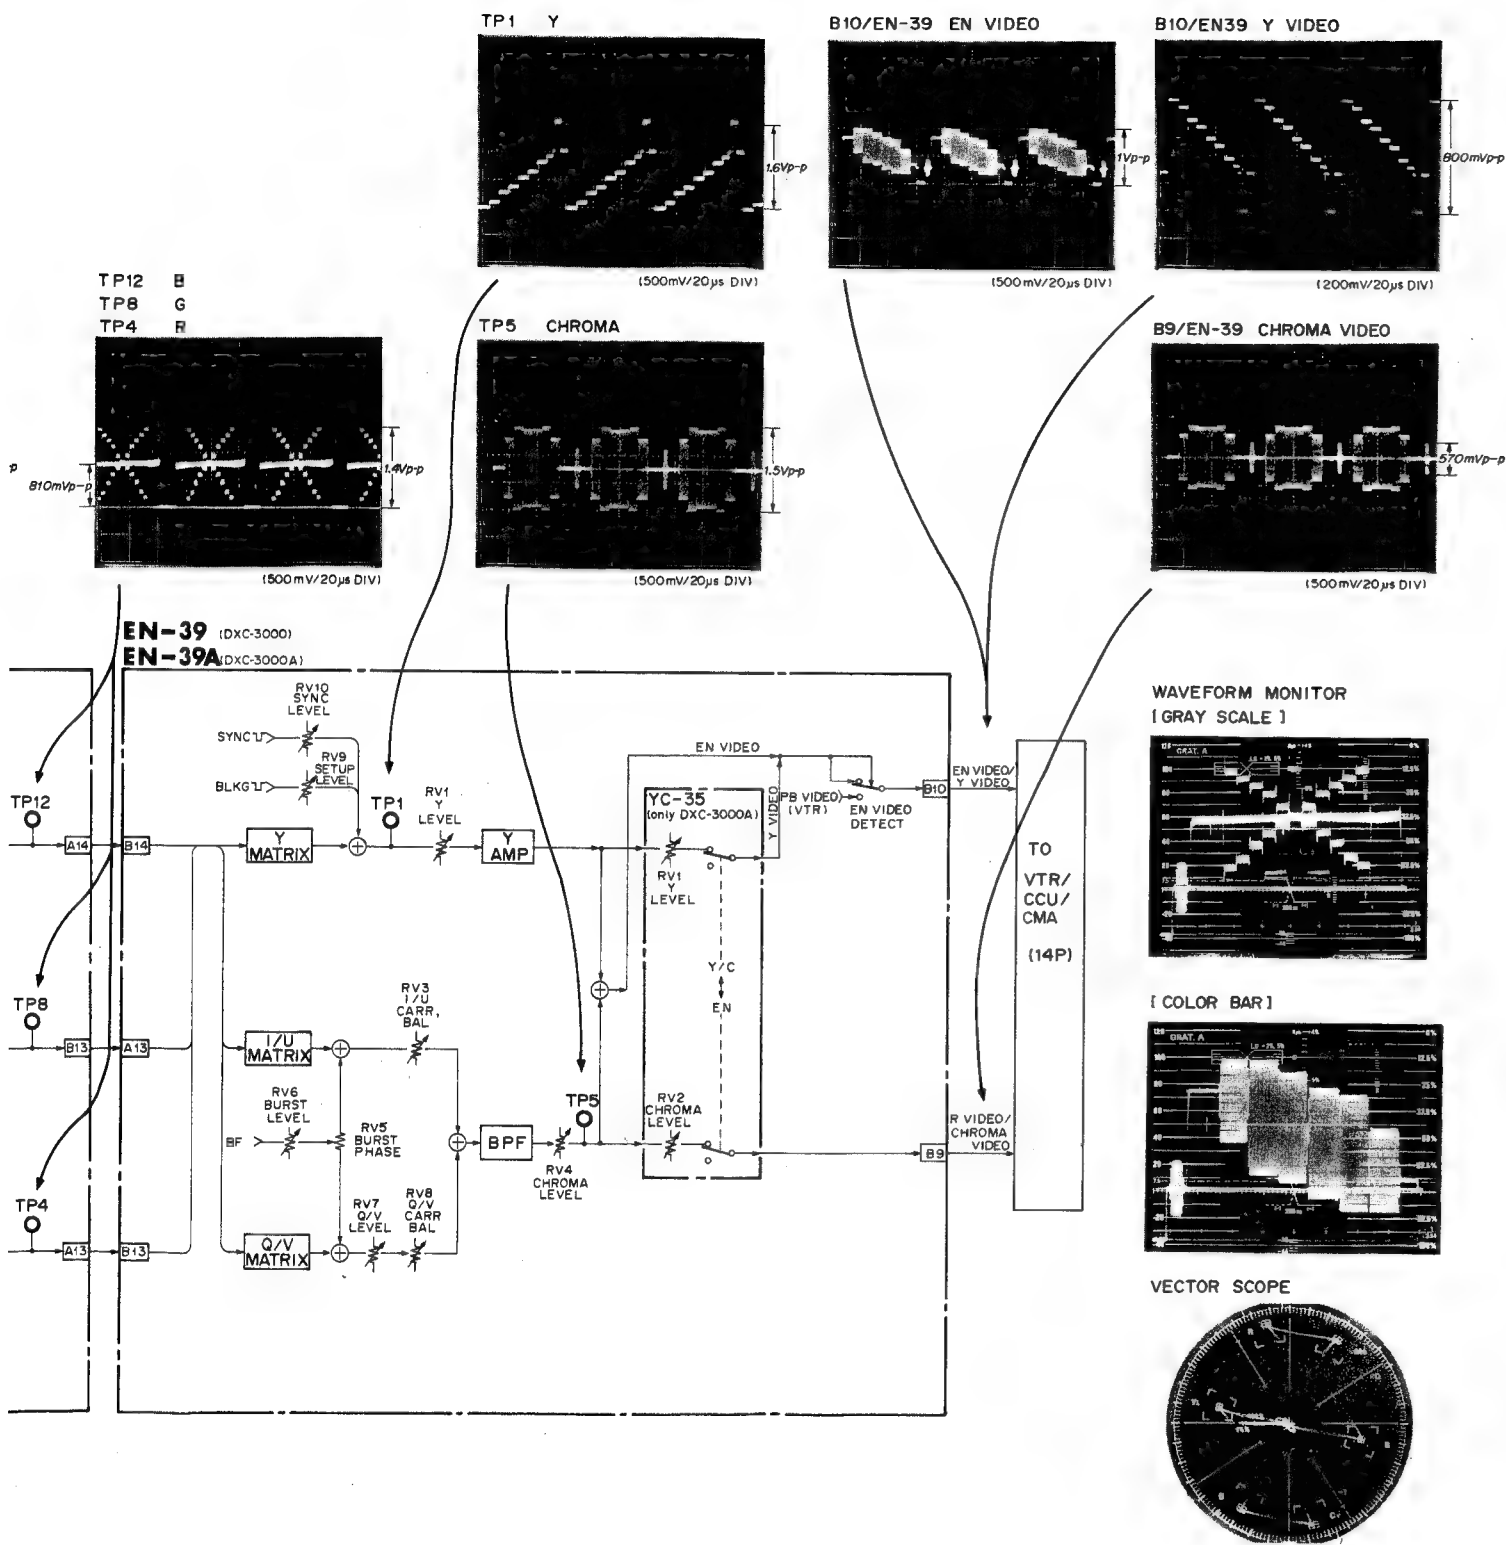 TP1 Y
B10/EN-39 EN VIDEO
B10/EN39 Y VIDEO
1.6Vp-p
1Vp-p
800mVp-p
(500mV/20μs DIV)
(500mV/20μs DIV)
(200mV/20μs DIV)
TP12 B
TP8 G
TP4 R
TP5 CHROMA
B9/EN-39 CHROMA VIDEO
810mVp-p
1.4Vp-p
1.5Vp-p
570mVp-p
(500mV/20μs DIV)
(500mV/20μs DIV)
(500mV/20μs DIV)
EN-39 (DXC-3000)
EN-39A (DXC-3000A)
RV10
SYNC
LEVEL
SYNC
RV9
SETUP
LEVEL
BLKG
TP12
A14
B14
Y
MATRIX
TP1
RV1
Y
LEVEL
Y
AMP
EN VIDEO
YC-35
(only DXC-3000A)
RV1
Y
LEVEL
Y VIDEO
(PB VIDEO)
(VTR)
EN VIDEO
DETECT
B10
EN VIDEO/
Y VIDEO
TO
VTR/
CCU/
CMA
(14P)
Y/C
EN
TP8
B13
A13
I/U
MATRIX
RV3
I/U
CARR,
BAL
RV6
BURST
LEVEL
BF
RV5
BURST
PHASE
BPF
RV4
CHROMA
LEVEL
TP5
RV2
CHROMA
LEVEL
B9
R VIDEO/
CHROMA
VIDEO
TP4
A13
B13
Q/V
MATRIX
RV7
Q/V
LEVEL
RV8
Q/V
CARR
BAL
WAVEFORM MONITOR
[GRAY SCALE]
GRAT. A
[COLOR BAR]
GRAT. A
VECTOR SCOPE